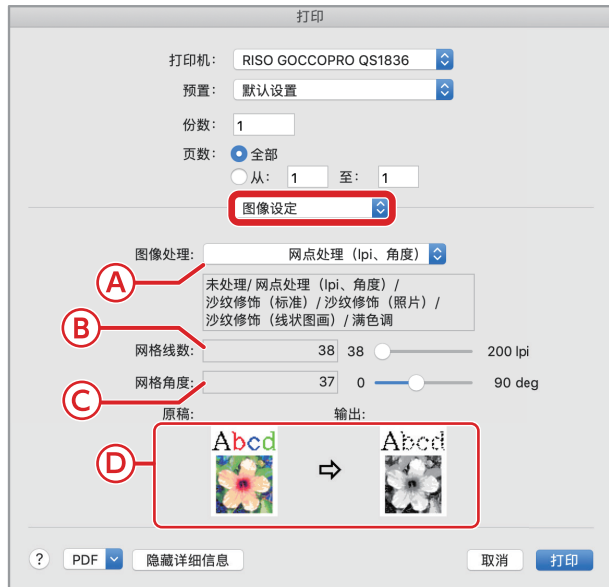 打印
打印机: RISO GOCCOPRO QS1836
预置: 默认设置
份数: 1
页数: 全部
从: 1 至: 1
图像设定
图像处理: 网点处理（lpi、角度）
A
未处理/ 网点处理（lpi、角度）/
沙纹修饰（标准）/ 沙纹修饰（照片）/
沙纹修饰（线状图画）/ 满色调
B
网格线数: 38 38 200 lpi
网格角度: 37 0 90 deg
C
原稿: 输出:
Abcd ⇨ Abcd
D
? PDF 隐藏详细信息 取消 打印